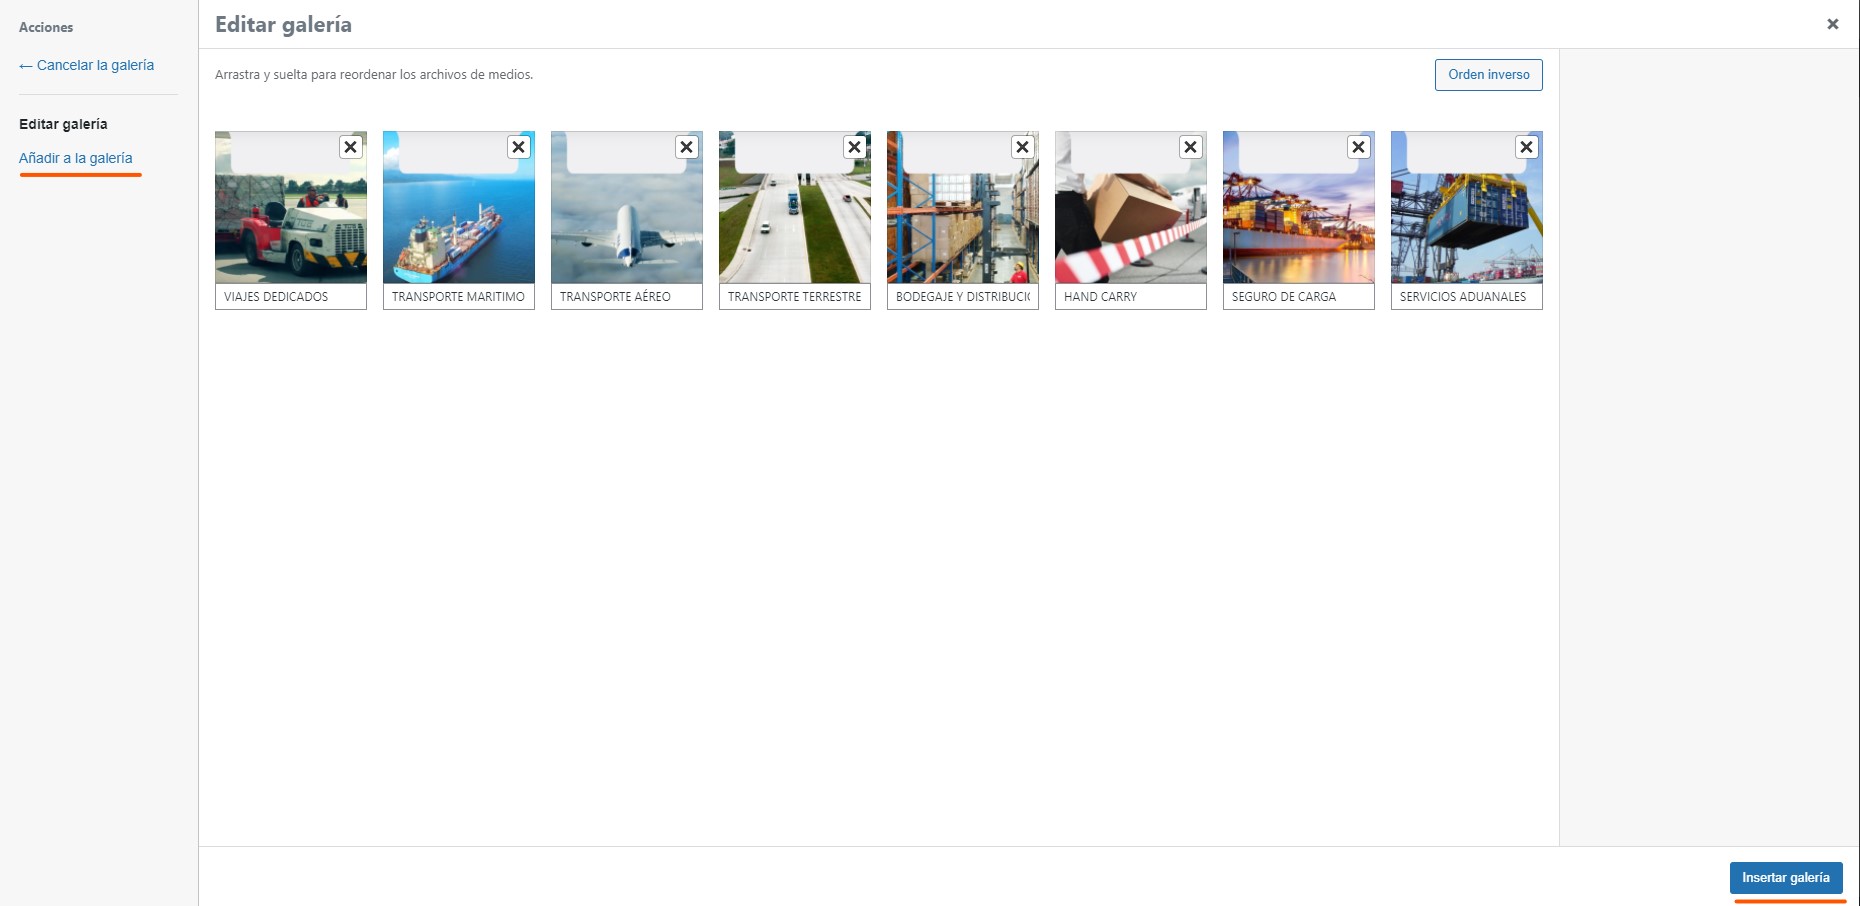 Acciones
← Cancelar la galería
Editar galería
Añadir a la galería
Editar galería
Arrastra y suelta para reordenar los archivos de medios.
Orden inverso
VIAJES DEDICADOS
TRANSPORTE MARITIMO
TRANSPORTE AÉREO
TRANSPORTE TERRESTRE
BODEGAJE Y DISTRIBUCIÓ
HAND CARRY
SEGURO DE CARGA
SERVICIOS ADUANALES
Insertar galería